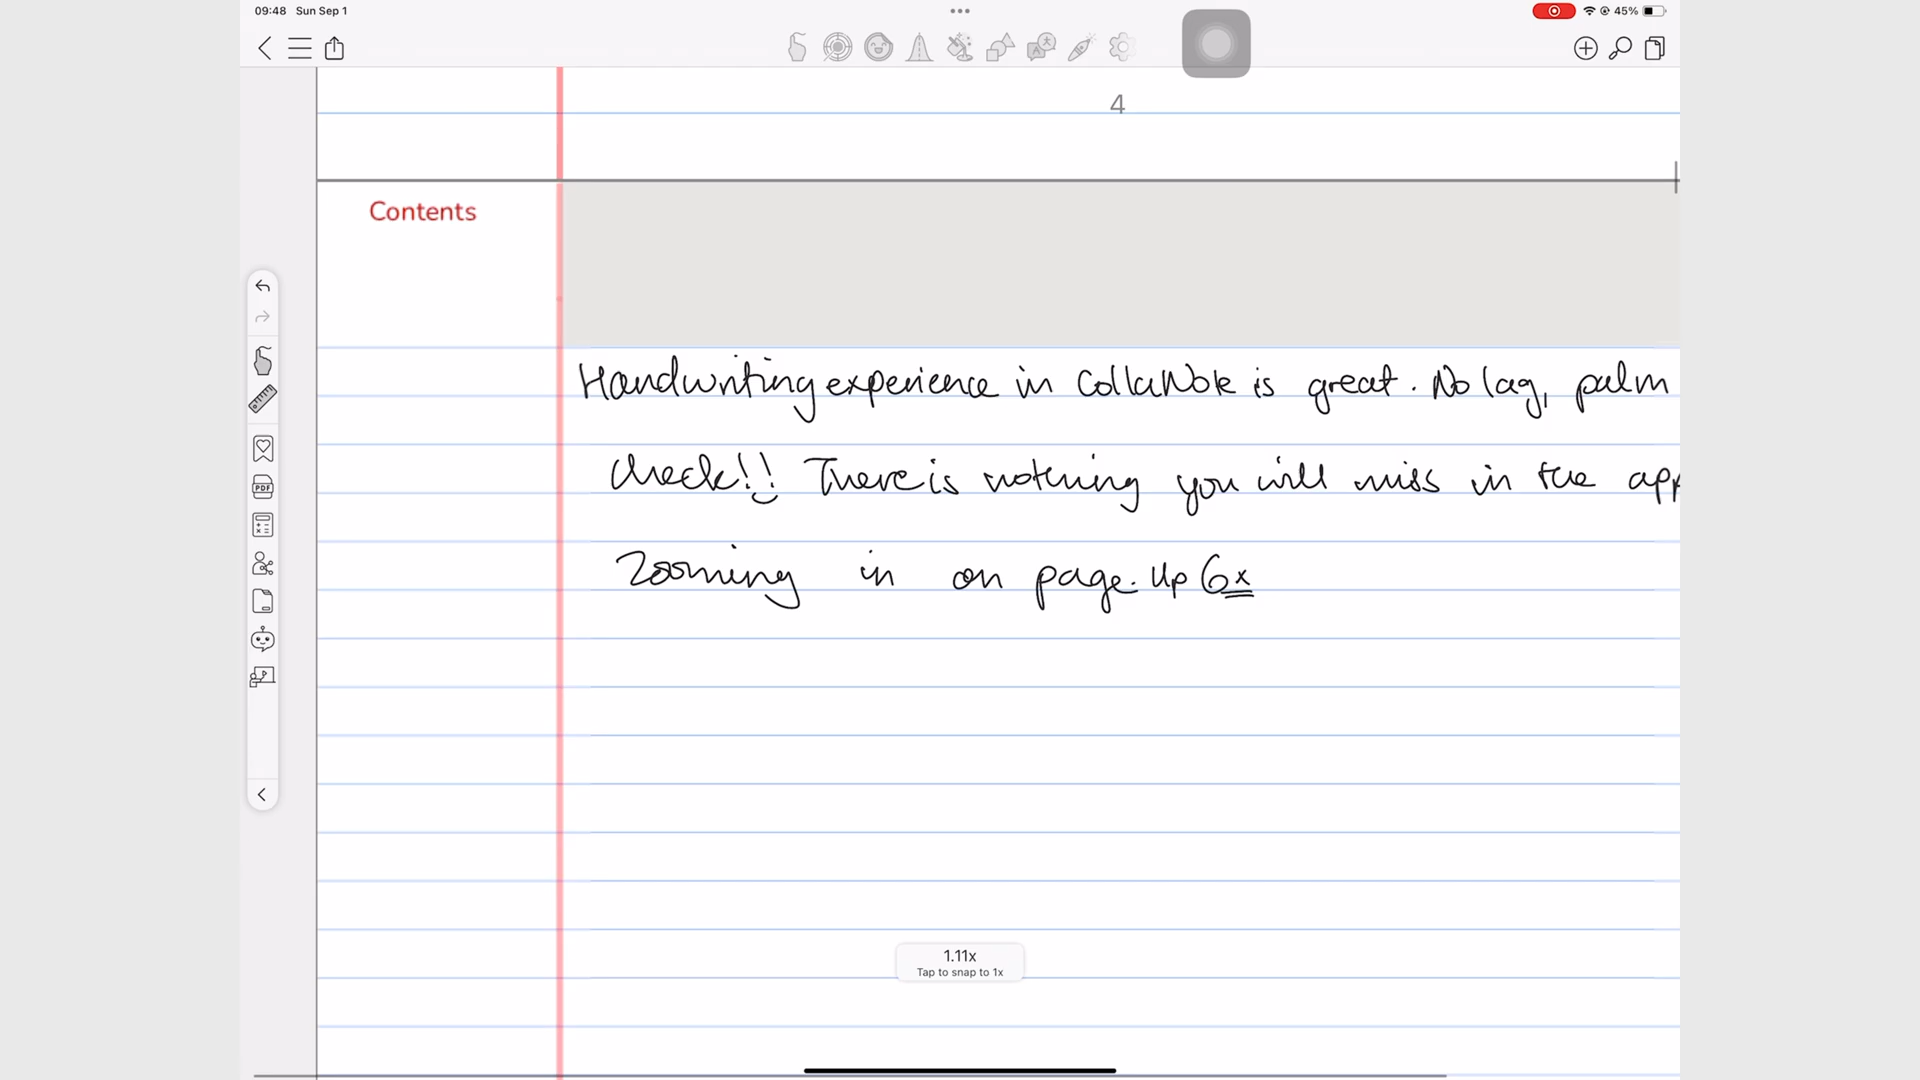 09:48 Sun Sep 1
45%
4
Contents
Handwriting experience in CollaNote is great. No lag, palm
check!! There is nothing you will miss in the app
Zooming in on page. Up 6x
PDF
1.11x
Tap to snap to 1x